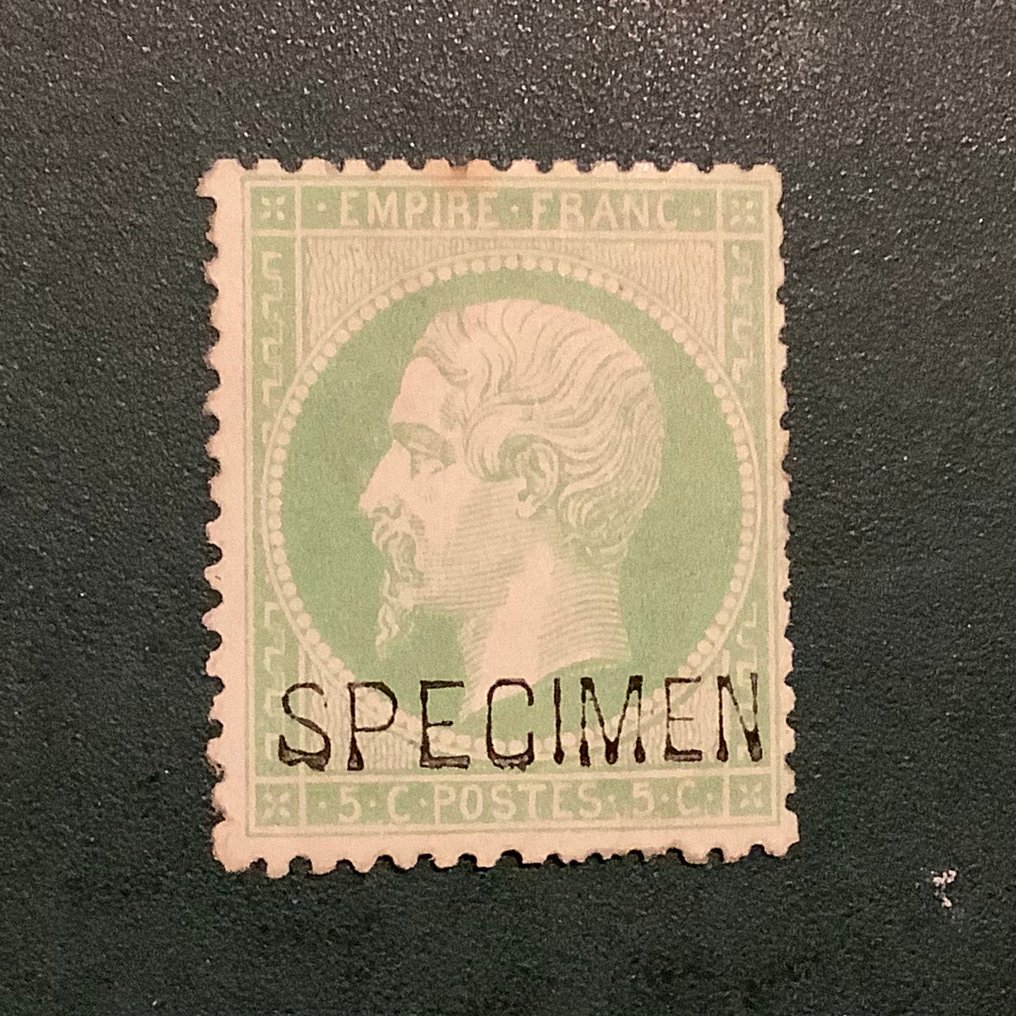 · EMPIRE · FRANC ·
SPECIMEN
· 5 · C · POSTES · 5 · C ·